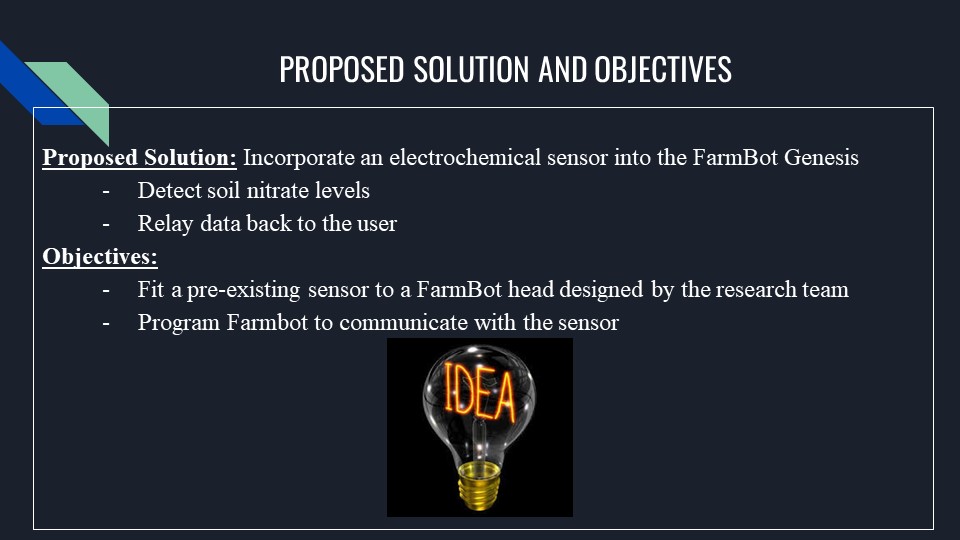 PROPOSED SOLUTION AND OBJECTIVES
Proposed Solution: Incorporate an electrochemical sensor into the FarmBot Genesis
- Detect soil nitrate levels
- Relay data back to the user
Objectives:
- Fit a pre-existing sensor to a FarmBot head designed by the research team
- Program Farmbot to communicate with the sensor
IDEA